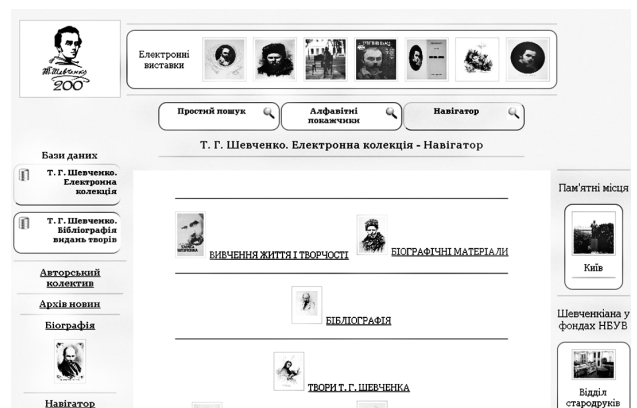 Т.Шевченко
200
Електронні
виставки
Простий пошук
Алфавітні
покажчики
Навігатор
Т. Г. Шевченко. Електронна колекція - Навігатор
Бази даних
Т. Г. Шевченко.
Електронна
колекція
Т. Г. Шевченко.
Бібліографія
видань творів
Авторський
колектив
Архів новин
Біографія
Навігатор
ВИВЧЕННЯ ЖИТТЯ І ТВОРЧОСТІ
БІОГРАФІЧНІ МАТЕРІАЛИ
БІБЛІОГРАФІЯ
ТВОРИ Т. Г. ШЕВЧЕНКА
Пам'ятні місця
Київ
Шевченкіана у
фондах НБУВ
Відділ
стародруків